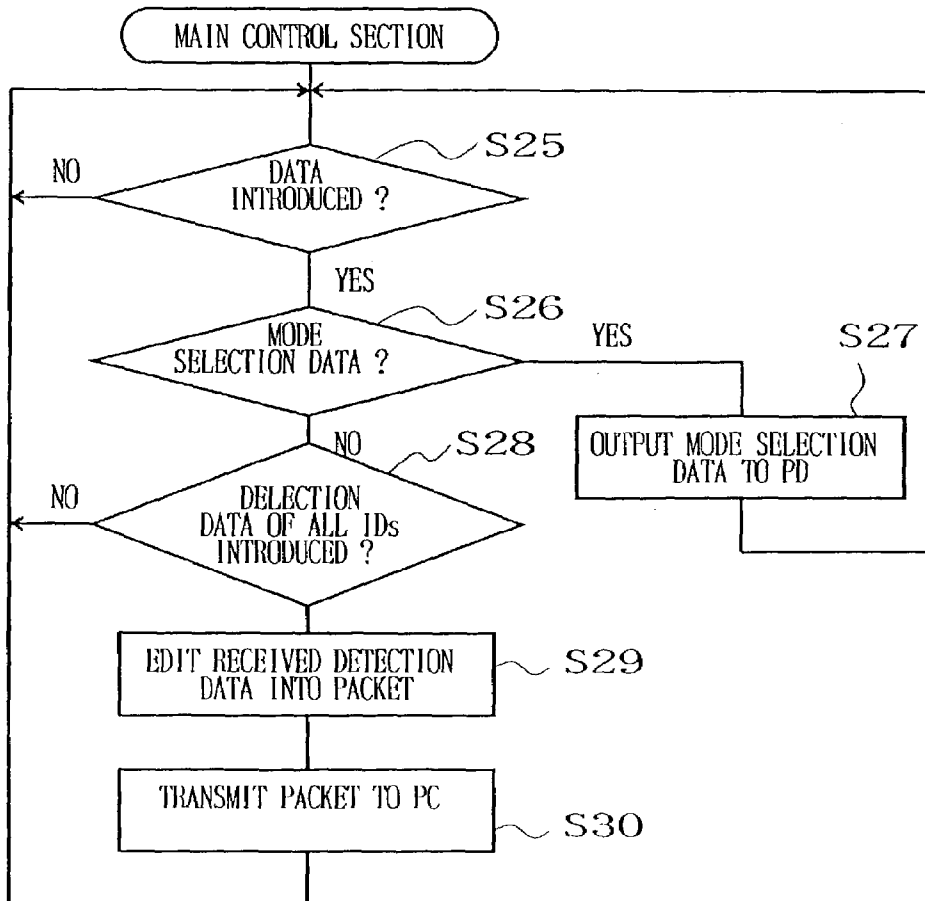 MAIN CONTROL SECTION
S25
NO
DATA
INTRODUCED ?
YES
S26
MODE
SELECTION DATA ?
YES
S27
OUTPUT MODE SELECTION
DATA TO PD
NO
S28
NO
DELECTION
DATA OF ALL IDs
INTRODUCED ?
EDIT RECEIVED DETECTION
DATA INTO PACKET
S29
TRANSMIT PACKET TO PC
S30